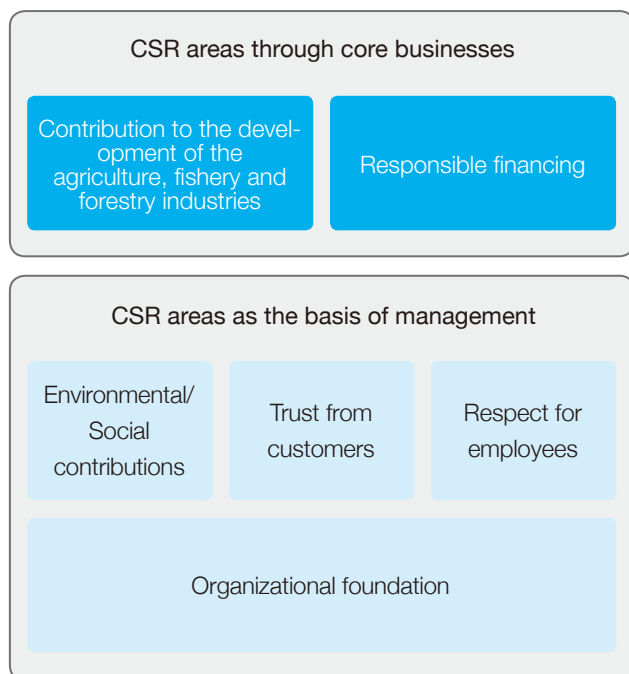 CSR areas through core businesses
Contribution to the devel-
opment of the
agriculture, fishery and
forestry industries
Responsible financing
CSR areas as the basis of management
Environmental/
Social
contributions
Trust from
customers
Respect for
employees
Organizational foundation